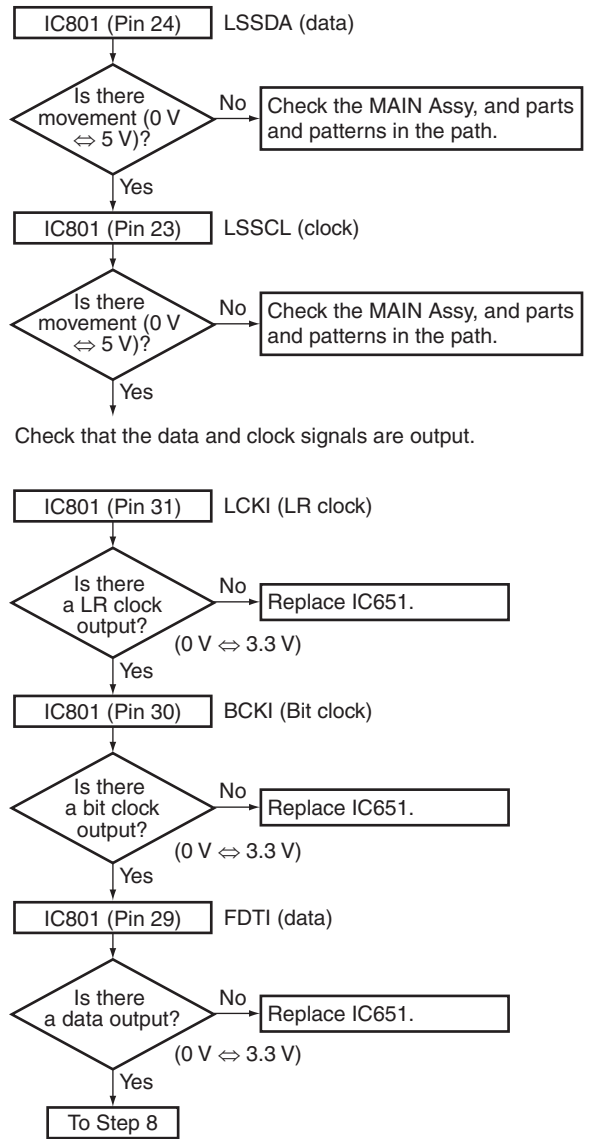 IC801 (Pin 24) LSSDA (data)
Is there
movement (0 V
⇔ 5 V)?
No
Check the MAIN Assy, and parts
and patterns in the path.
Yes
IC801 (Pin 23) LSSCL (clock)
Is there
movement (0 V
⇔ 5 V)?
No
Check the MAIN Assy, and parts
and patterns in the path.
Yes
Check that the data and clock signals are output.
IC801 (Pin 31) LCKI (LR clock)
Is there
a LR clock
output?
No
Replace IC651.
(0 V ⇔ 3.3 V)
Yes
IC801 (Pin 30) BCKI (Bit clock)
Is there
a bit clock
output?
No
Replace IC651.
(0 V ⇔ 3.3 V)
Yes
IC801 (Pin 29) FDTI (data)
Is there
a data output?
No
Replace IC651.
(0 V ⇔ 3.3 V)
Yes
To Step 8